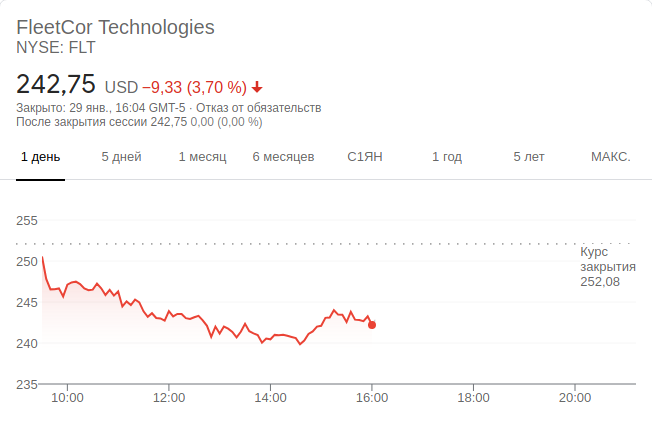 FleetCor Technologies
NYSE: FLT
242,75 USD −9,33 (3,70 %)
Закрыто: 29 янв., 16:04 GMT-5 · Отказ от обязательств
После закрытия сессии 242,75 0,00 (0,00 %)
1 день 5 дней 1 месяц 6 месяцев С1ЯН 1 год 5 лет МАКС.
255
250
245
240
235
Курс
закрытия
252,08
10:00 12:00 14:00 16:00 18:00 20:00